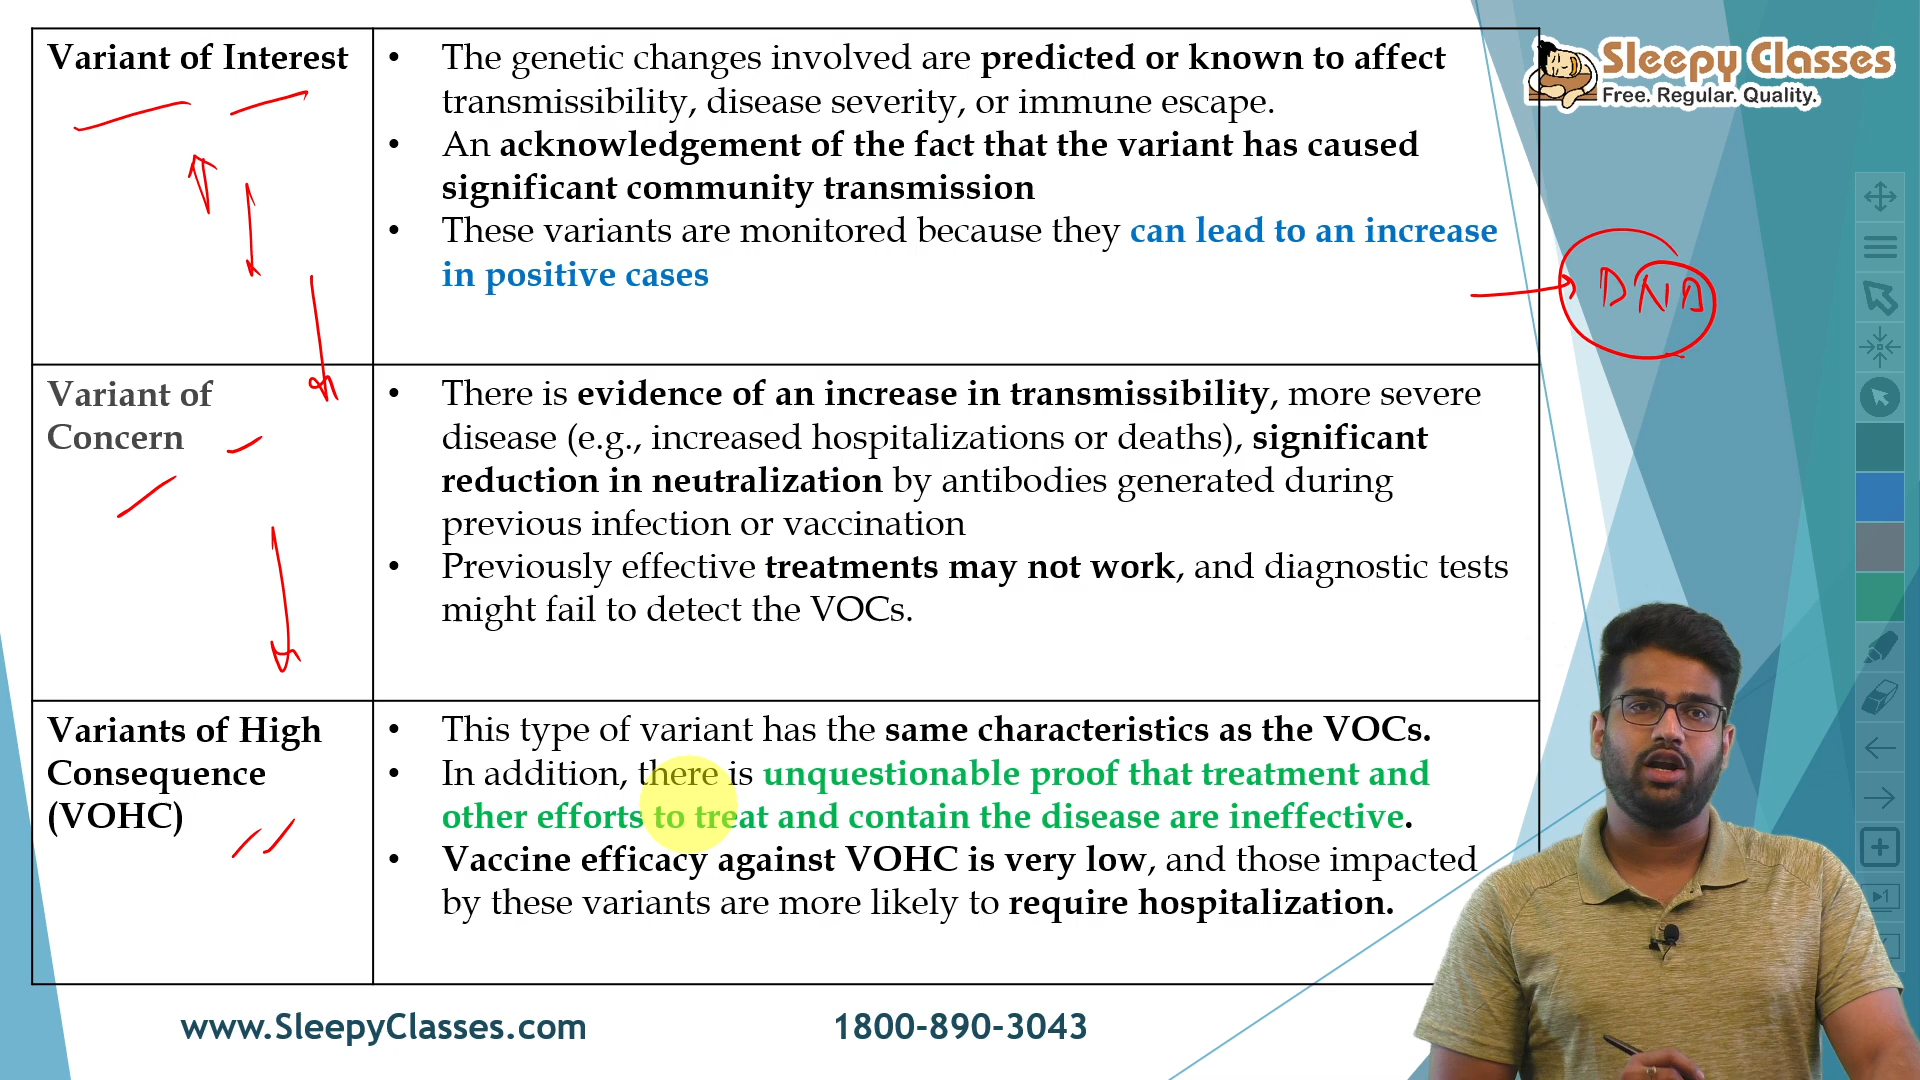 Variant of Interest
• The genetic changes involved are predicted or known to affect
transmissibility, disease severity, or immune escape.
• An acknowledgement of the fact that the variant has caused
significant community transmission
• These variants are monitored because they can lead to an increase
in positive cases
Variant of
Concern
• There is evidence of an increase in transmissibility, more severe
disease (e.g., increased hospitalizations or deaths), significant
reduction in neutralization by antibodies generated during
previous infection or vaccination
• Previously effective treatments may not work, and diagnostic tests
might fail to detect the VOCs.
Variants of High
Consequence
(VOHC)
• This type of variant has the same characteristics as the VOCs.
• In addition, there is unquestionable proof that treatment and
other efforts to treat and contain the disease are ineffective.
• Vaccine efficacy against VOHC is very low, and those impacted
by these variants are more likely to require hospitalization.
Sleepy Classes
Free. Regular. Quality.
DNA
www.SleepyClasses.com
1800-890-3043